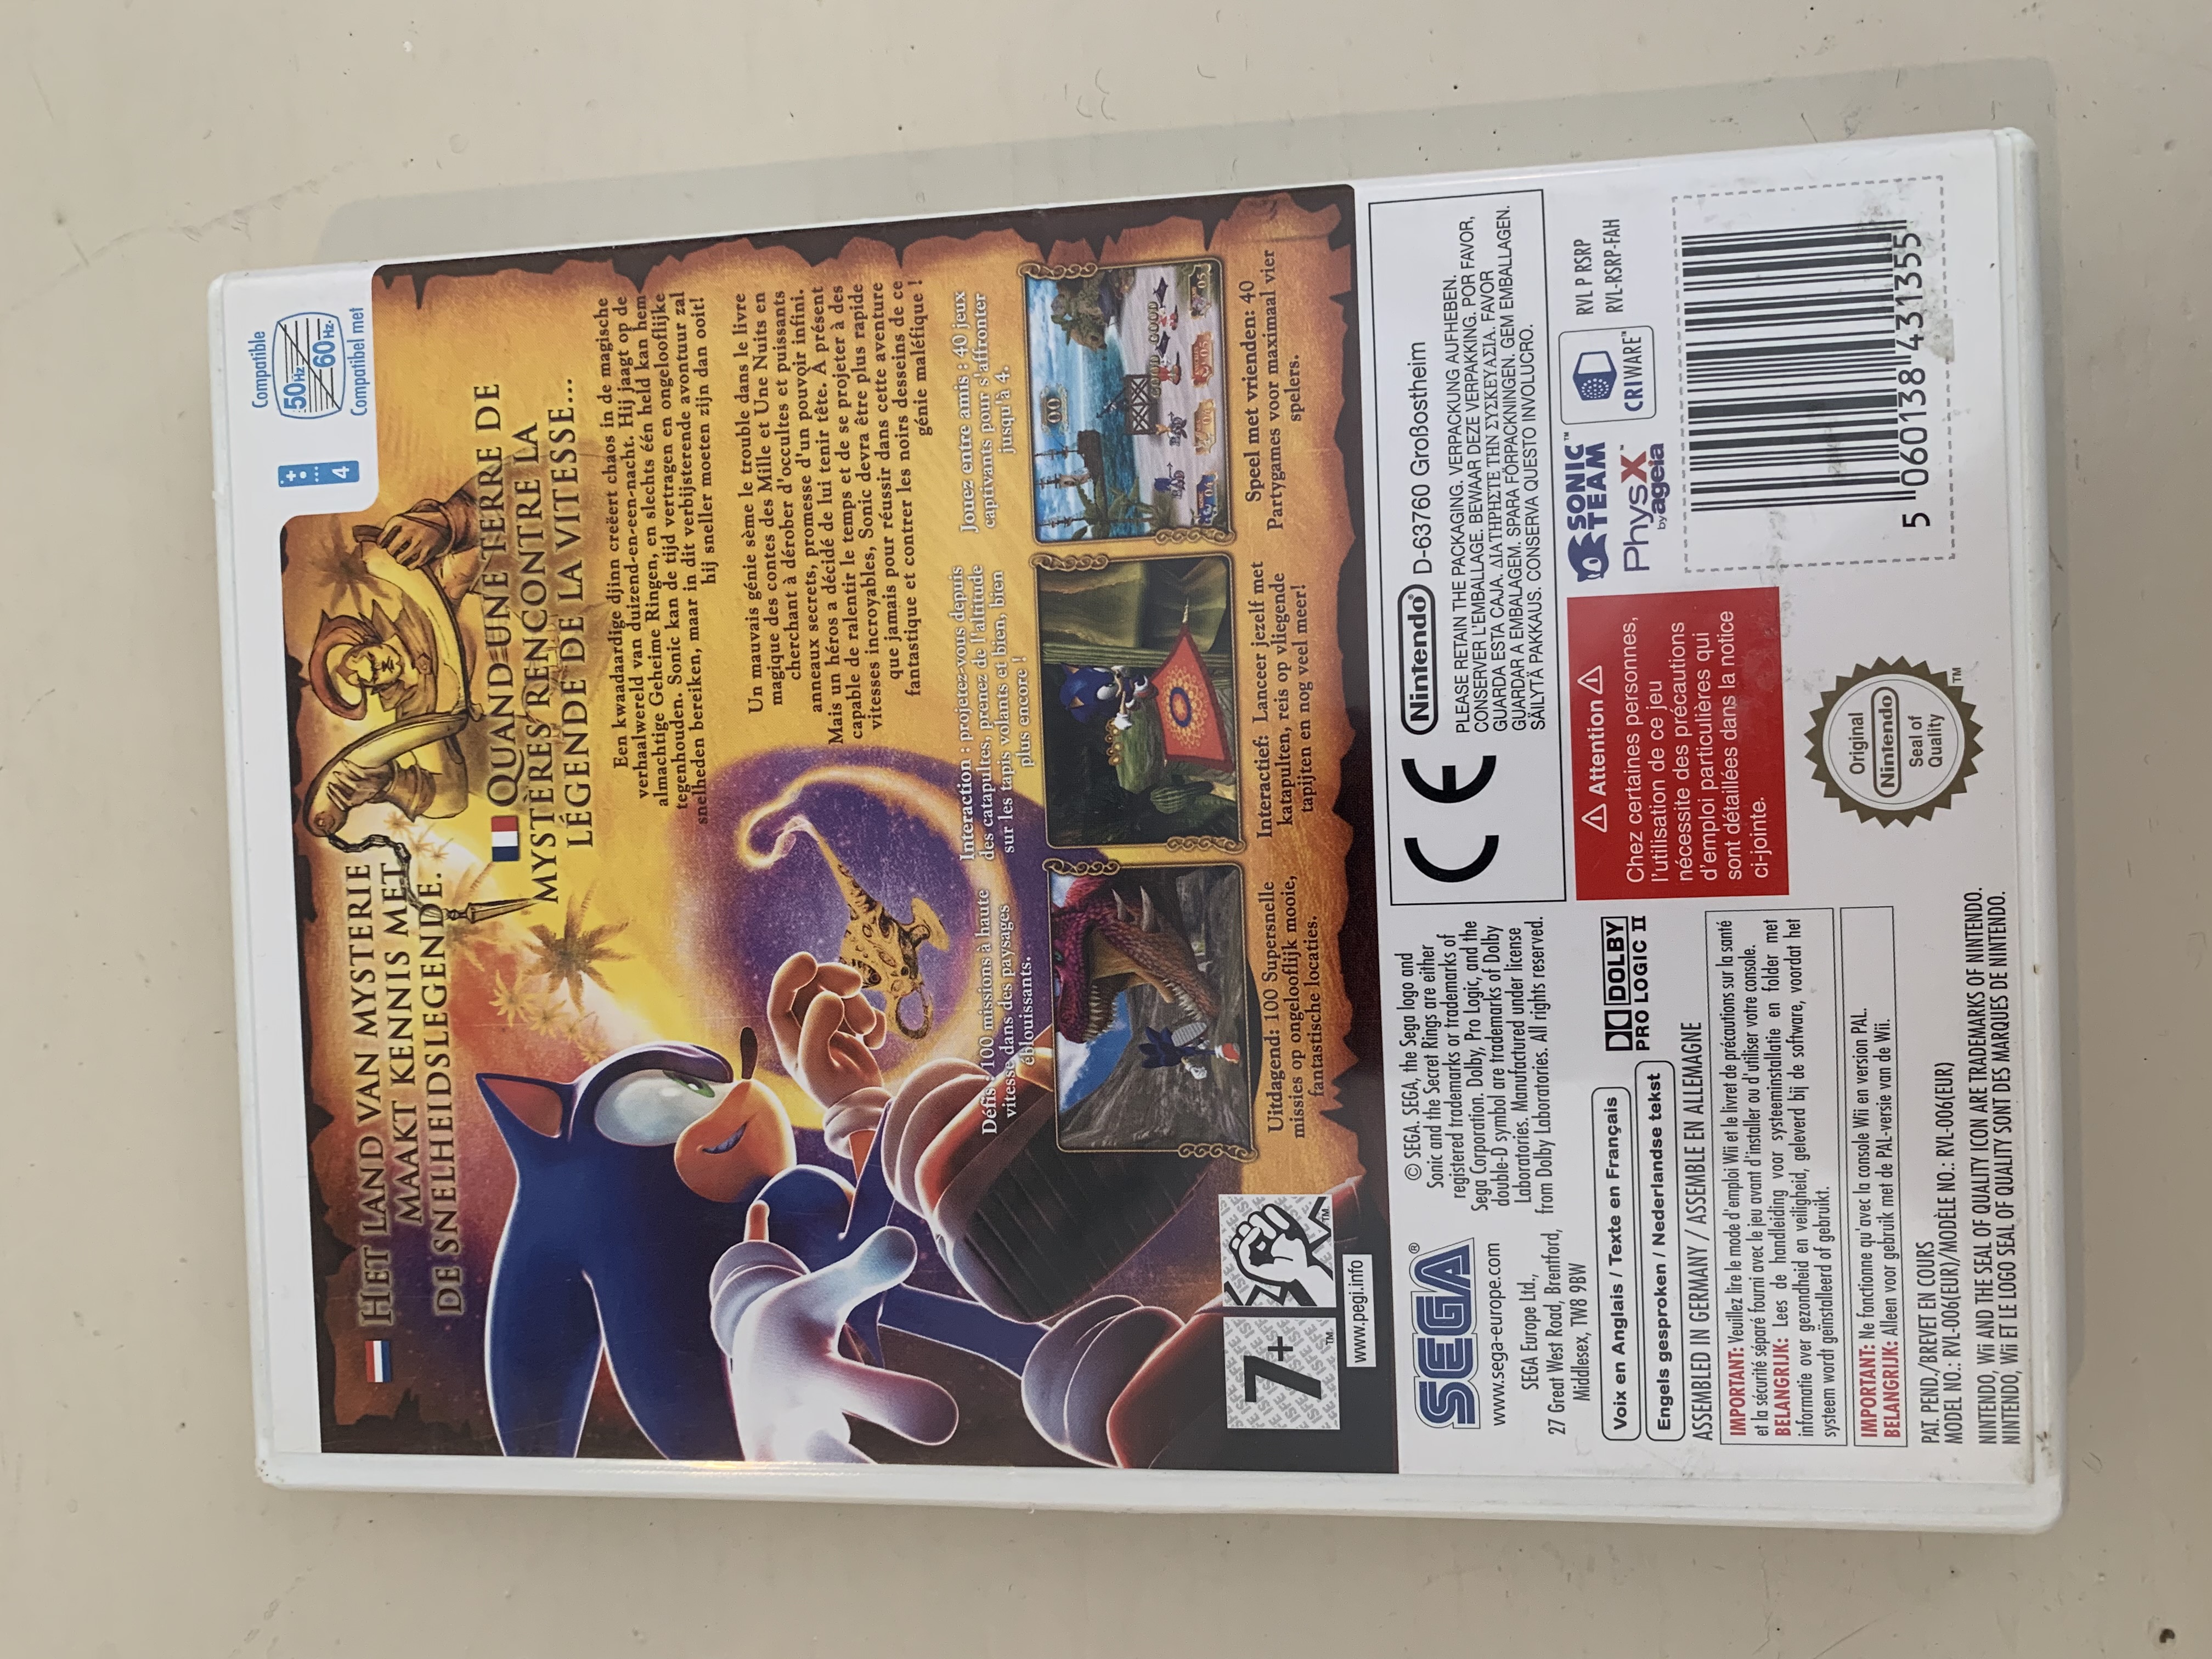 Compatible
50Hz
60Hz
Compatibel met
4
HET LAND VAN MYSTERIE
MAAKT KENNIS MET
DE SNELHEIDSLEGENDE.
QUAND UNE TERRE DE
MYSTÈRES RENCONTRE LA
LÉGENDE DE LA VITESSE...
Een kwaadaardige djinn creëert chaos in de magische
verhaalwereld van duizend-en-een-nacht. Hij jaagt op de
almachtige Geheime Ringen, en slechts één held kan hem
tegenhouden. Sonic kan de tijd vertragen en ongelooflijke
snelheden bereiken, maar in dit verbijsterende avontuur zal
hij sneller moeten zijn dan ooit!
Un mauvais génie sème le trouble dans le livre
magique des contes des Mille et Une Nuits en
cherchant à dérober d'occultes et puissants
anneaux secrets, promesse d'un pouvoir infini.
Mais un héros a décidé de lui tenir tête. À présent
capable de ralentir le temps et de se projeter à des
vitesses incroyables, Sonic devra être plus rapide
que jamais pour réussir dans cette aventure
fantastique et contrer les noirs desseins de ce
génie maléfique !
Défis : 100 missions à haute
vitesse dans des paysages
éblouissants.
Interaction : projetez-vous depuis
des catapultes, prenez de l'altitude
sur les tapis volants et bien, bien
plus encore !
Jouez entre amis : 40 jeux
captivants pour s'affronter
jusqu'à 4.
00
BAD BAD GOOD GOOD
04 04 05 05
Uitdagend: 100 Supersnelle
missies op ongelooflijk mooie,
fantastische locaties.
Interactief: Lanceer jezelf met
katapulten, reis op vliegende
tapijten en nog veel meer!
Speel met vrienden: 40
Partygames voor maximaal vier
spelers.
7+
www.pegi.info
SEGA®
www.sega-europe.com
SEGA Europe Ltd.,
27 Great West Road, Brentford,
Middlesex, TW8 9BW
© SEGA. SEGA, the Sega logo and
Sonic and the Secret Rings are either
registered trademarks or trademarks of
Sega Corporation. Dolby, Pro Logic, and the
double-D symbol are trademarks of Dolby
Laboratories. Manufactured under license
from Dolby Laboratories. All rights reserved.
CE
Nintendo® D-63760 Großostheim
PLEASE RETAIN THE PACKAGING. VERPACKUNG AUFHEBEN.
CONSERVER L'EMBALLAGE. BEWAAR DEZE VERPAKKING. POR FAVOR,
GUARDA ESTA CAJA. ΔΙΑΤΗΡΗΣΤΕ ΤΗΝ ΣΥΣΚΕΥΑΣΙΑ. FAVOR
GUARDAR A EMBALAGEM. SPARA FÖRPACKNINGEN. GEM EMBALLAGEN.
SÄILYTÄ PAKKAUS. CONSERVA QUESTO INVOLUCRO.
Voix en Anglais / Texte en Français
Engels gesproken / Nederlandse tekst
DOLBY
PRO LOGIC II
ASSEMBLED IN GERMANY / ASSEMBLE EN ALLEMAGNE
IMPORTANT: Veuillez lire le mode d'emploi Wii et le livret de précautions sur la santé
et la sécurité séparé fourni avec le jeu avant d'installer ou d'utiliser votre console.
BELANGRIJK: Lees de handleiding voor systeeminstallatie en folder met
informatie over gezondheid en veiligheid, geleverd bij de software, voordat het
systeem wordt geïnstalleerd of gebruikt.
IMPORTANT: Ne fonctionne qu'avec la console Wii en version PAL.
BELANGRIJK: Alleen voor gebruik met de PAL-versie van de Wii.
PAT. PEND./BREVET EN COURS
MODEL NO.: RVL-006(EUR)/MODÈLE NO.: RVL-006(EUR)
NINTENDO, Wii AND THE SEAL OF QUALITY ICON ARE TRADEMARKS OF NINTENDO.
NINTENDO, Wii ET LE LOGO SEAL OF QUALITY SONT DES MARQUES DE NINTENDO.
Attention
Chez certaines personnes,
l'utilisation de ce jeu
nécessite des précautions
d'emploi particulières qui
sont détaillées dans la notice
ci-jointe.
SONIC
TEAM™
PhysX™
by ageia
CRIWARE™
RVL P RSRP
RVL-RSRP-FAH
Original
Nintendo
Seal of
Quality
TM
5 060138 431355